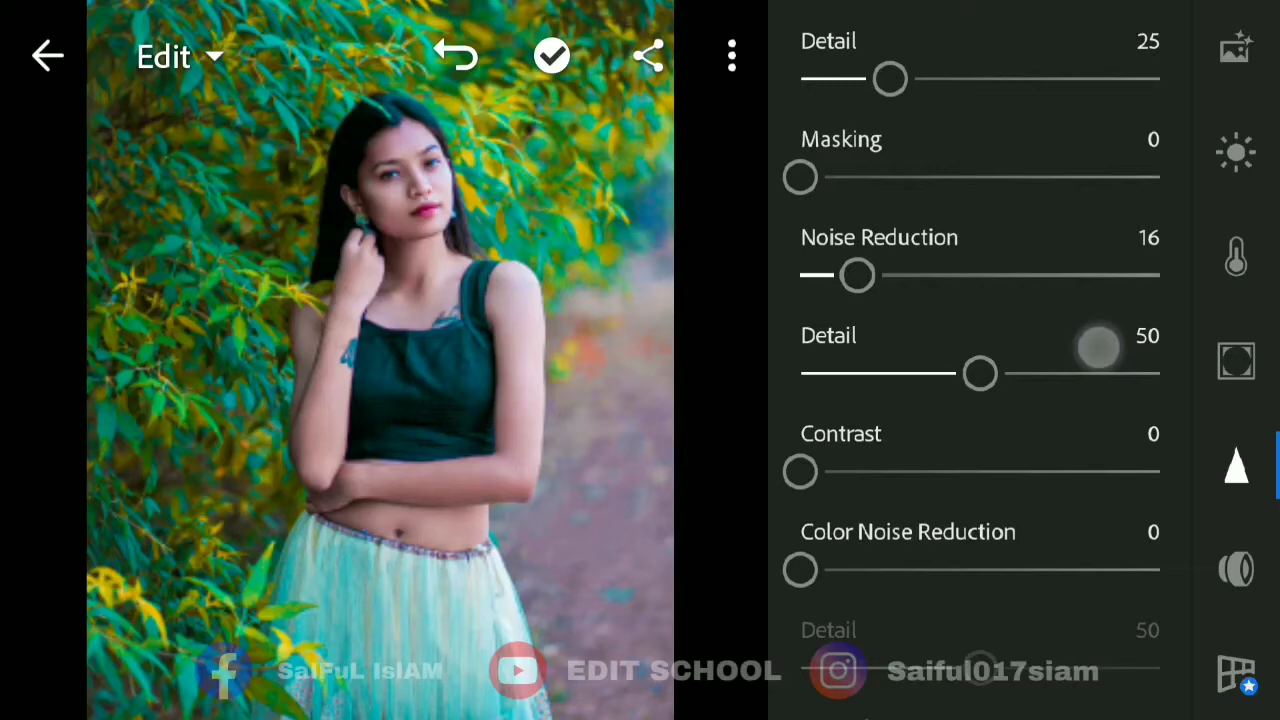 Edit
Detail 25
Masking 0
Noise Reduction 16
Detail 50
Contrast 0
Color Noise Reduction 0
Detail 50
SaIFuL IslAM EDIT SCHOOL Saiful017siam